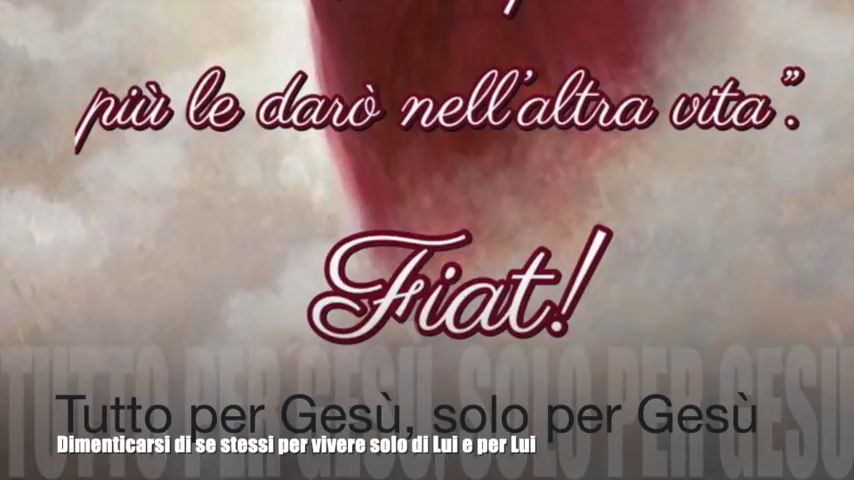 più le darò nell'altra vita".
Fiat!
TUTTO PER GESÙ, SOLO PER GESÙ
Tutto per Gesù, solo per Gesù
Dimenticarsi di se stessi per vivere solo di Lui e per Lui